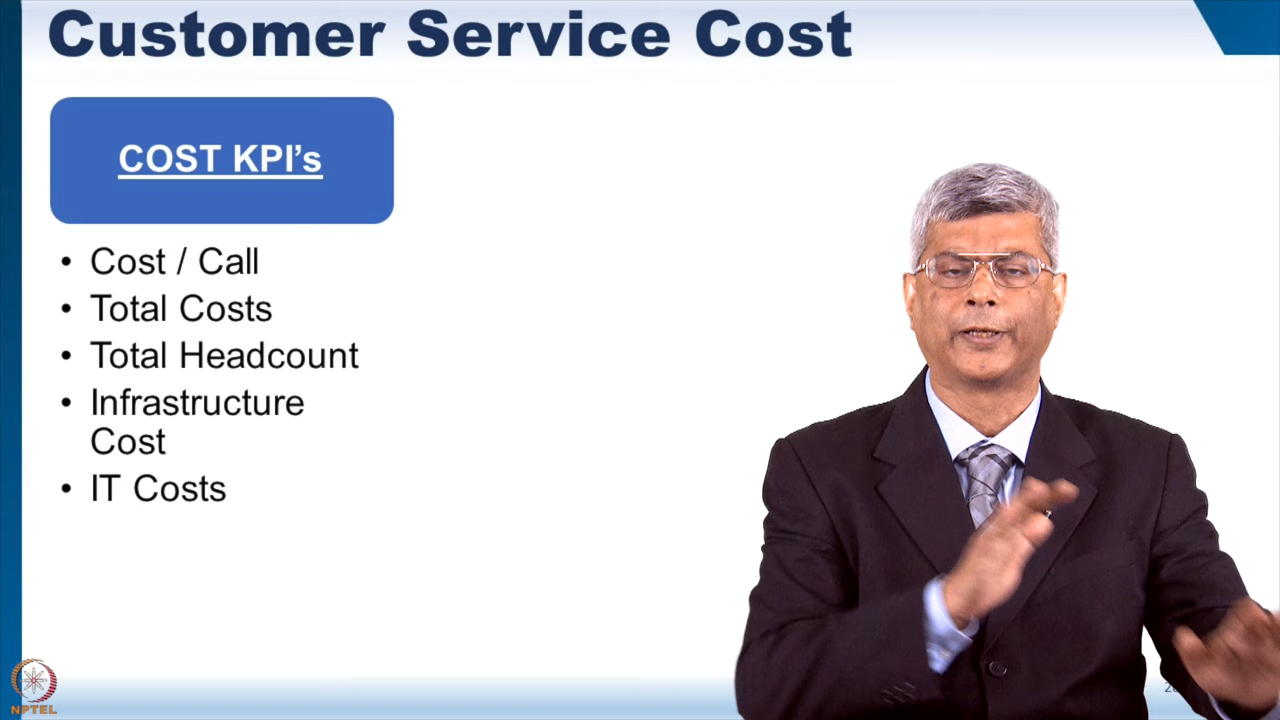 Customer Service Cost
COST KPI’s
• Cost / Call
• Total Costs
• Total Headcount
• Infrastructure
Cost
• IT Costs
NPTEL